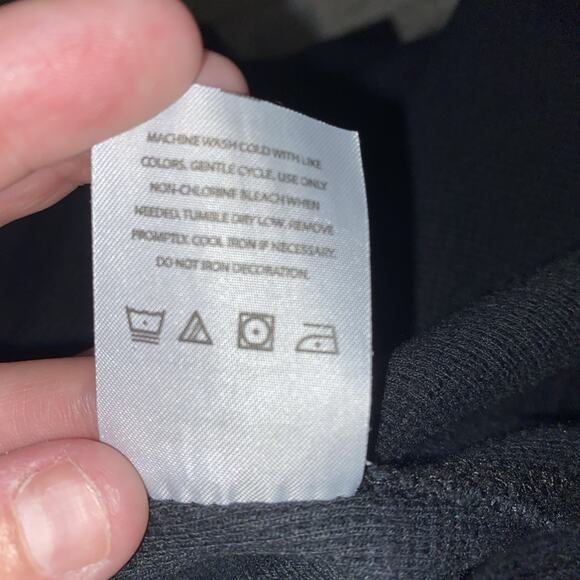 MACHINE WASH COLD WITH LIKE
COLORS, GENTLE CYCLE, USE ONLY
NON-CHLORINE BLEACH WHEN
NEEDED, TUMBLE DRY LOW. REMOVE
PROMPTLY. COOL IRON IF NECESSARY.
DO NOT IRON DECORATION.